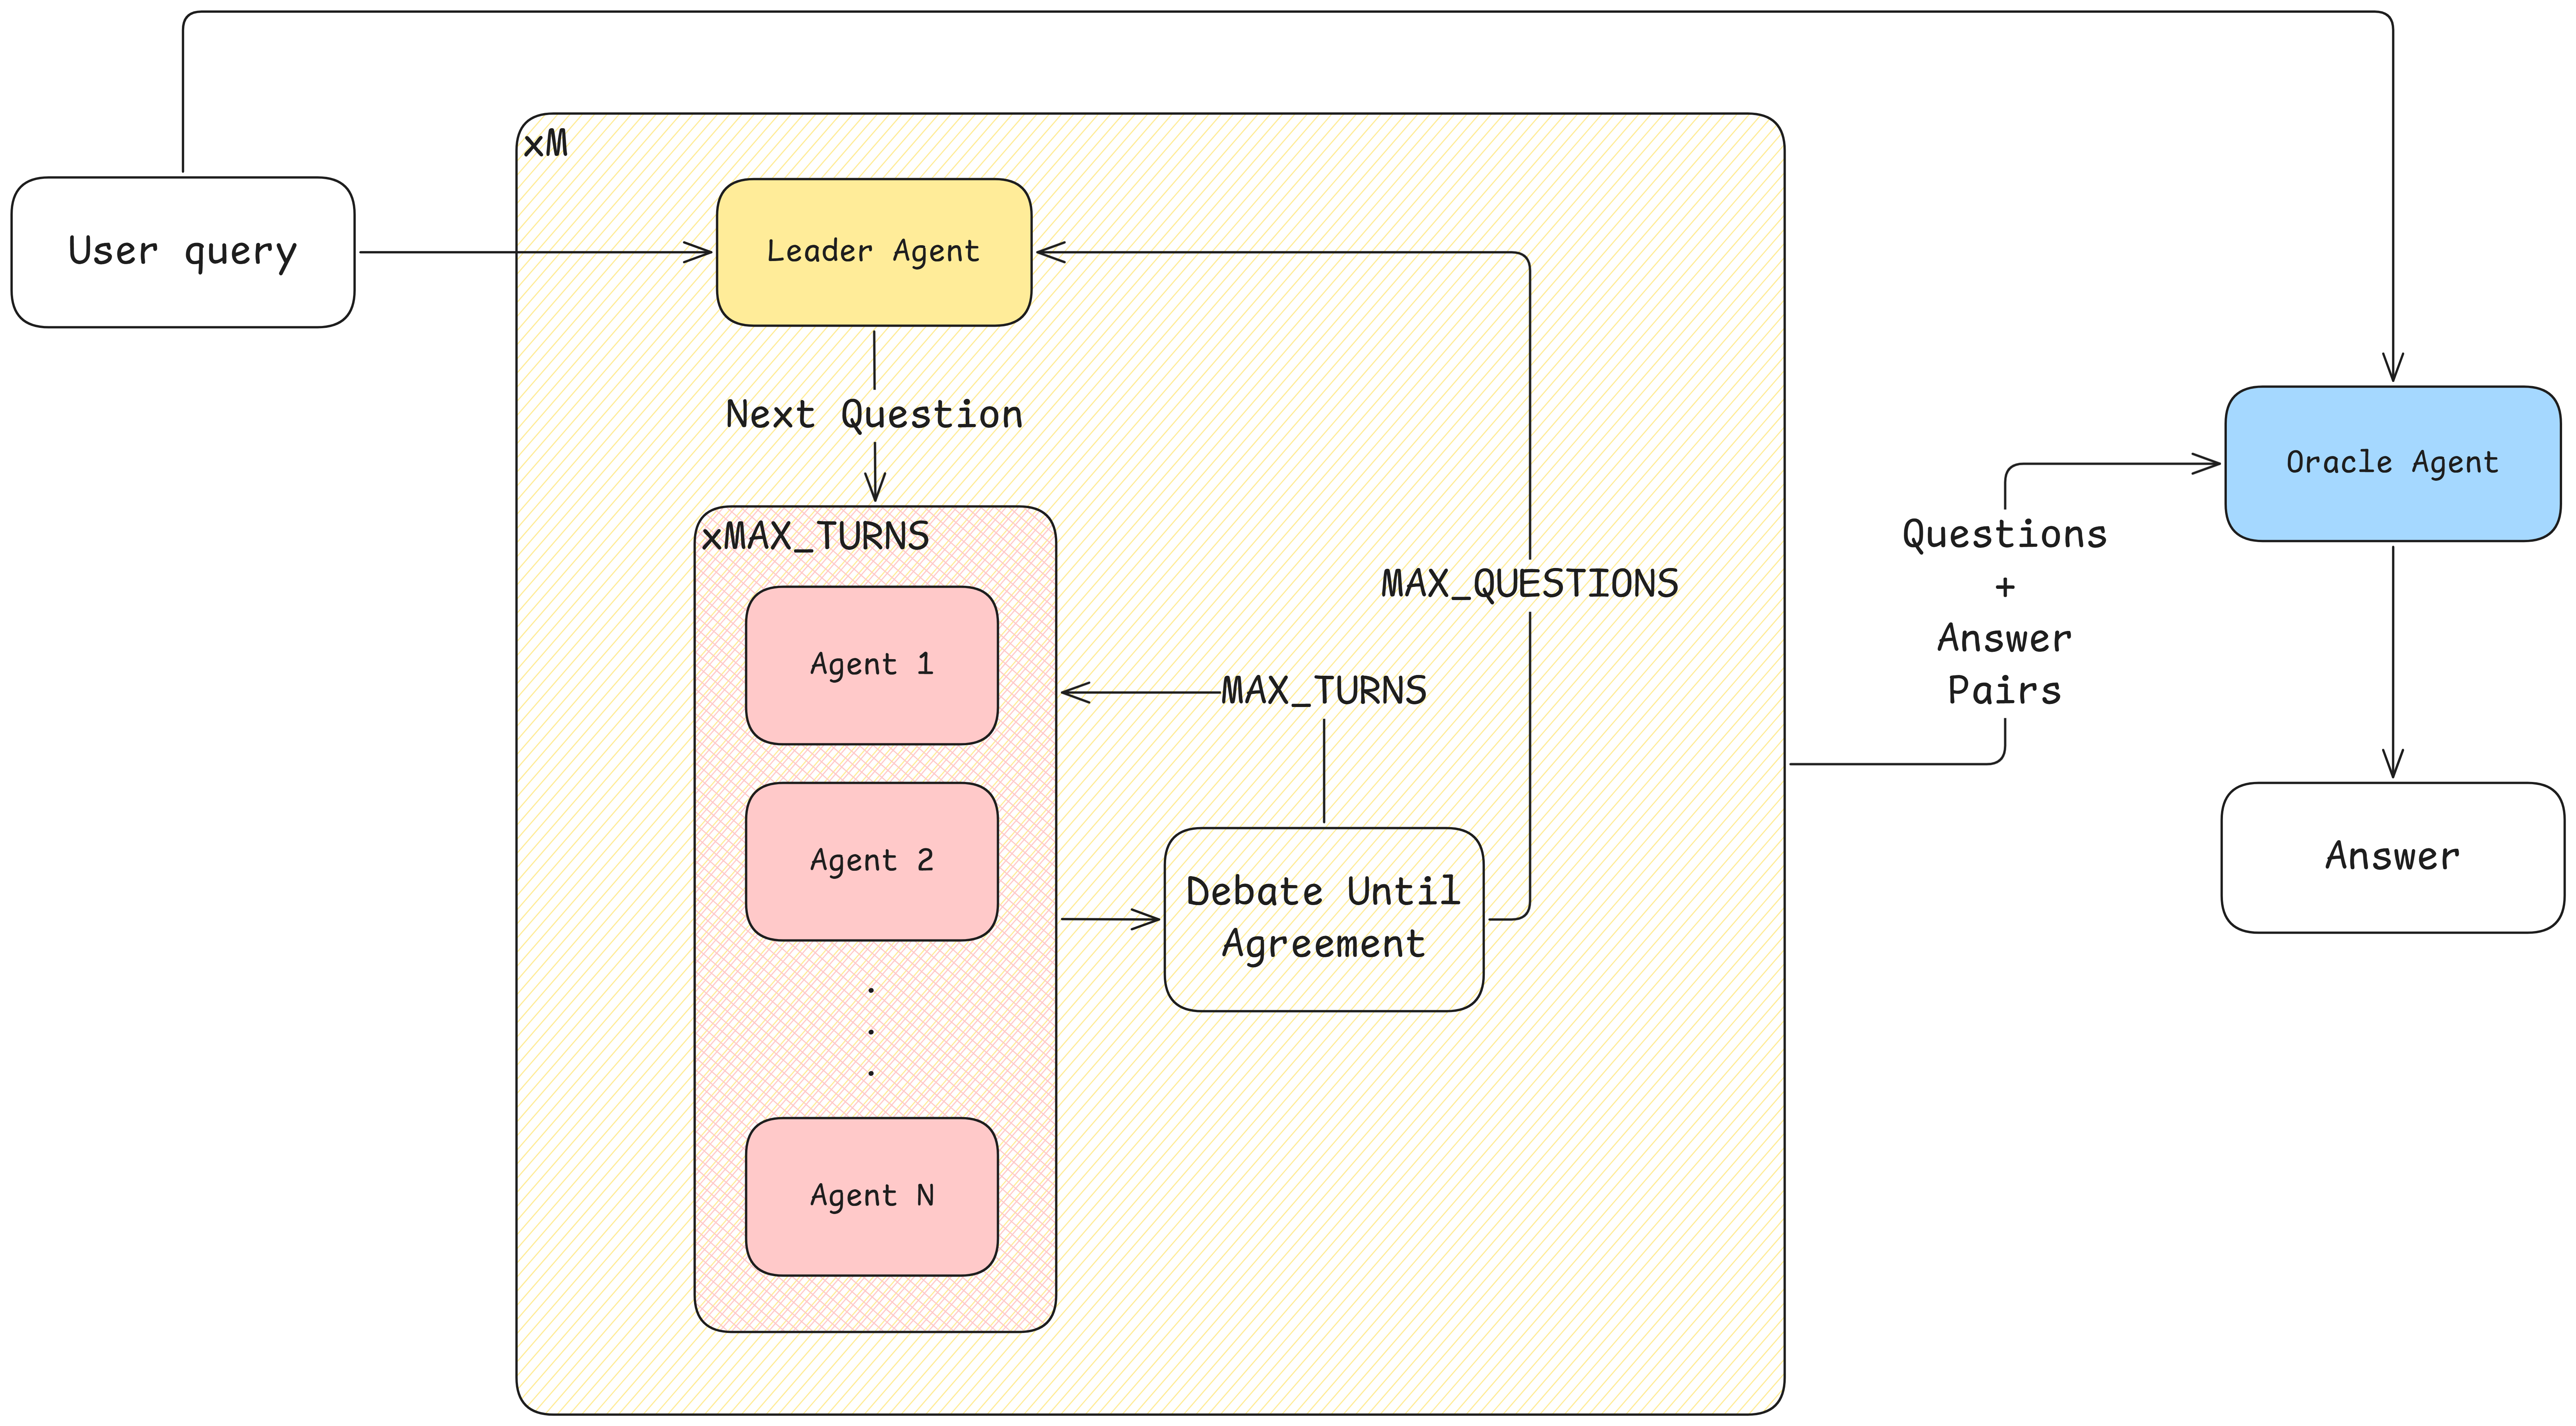 xM
User query
Leader Agent
Next Question
xMAX_TURNS
Agent 1
Agent 2
.
.
.
Agent N
MAX_TURNS
Debate Until
Agreement
MAX_QUESTIONS
Questions
+
Answer
Pairs
Oracle Agent
Answer